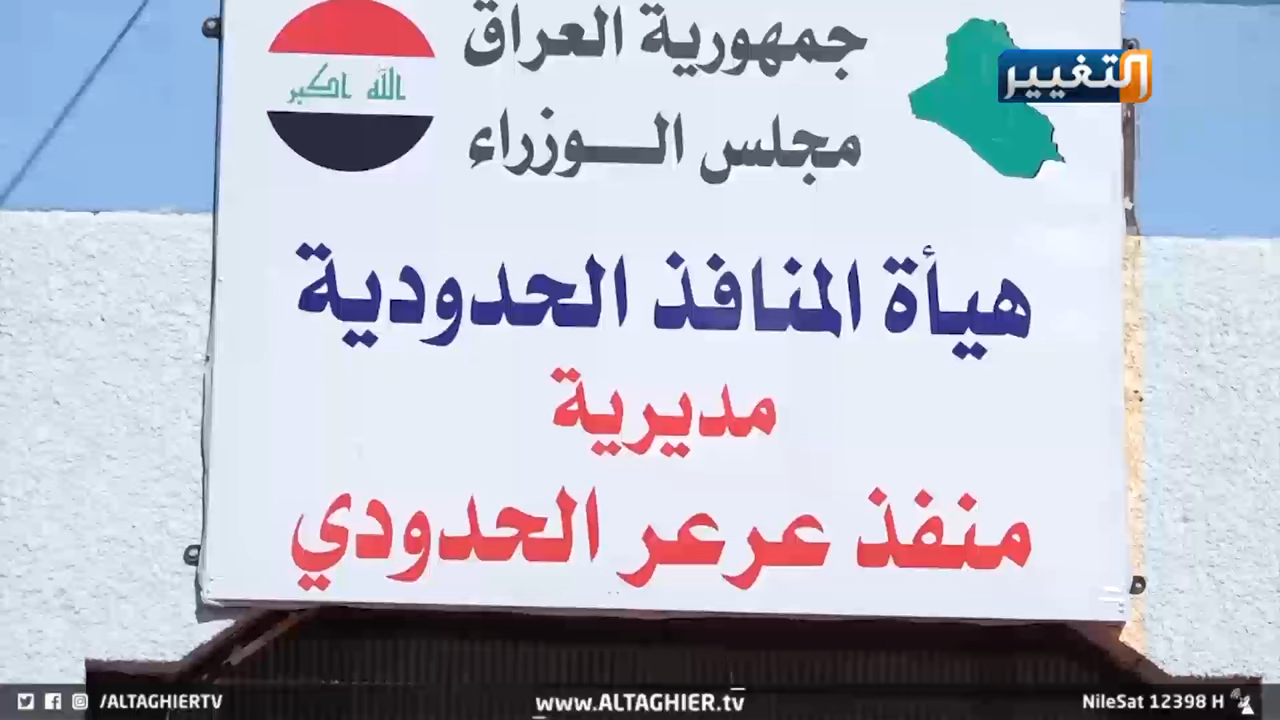 جمهورية العراق
الله اكبر
التغيير
مجلس الـــوزراء
هيأة المنافذ الحدودية
مديرية
منفذ عرعر الحدودي
/ALTAGHIERTV
www.ALTAGHIER.tv
NileSat 12398 H